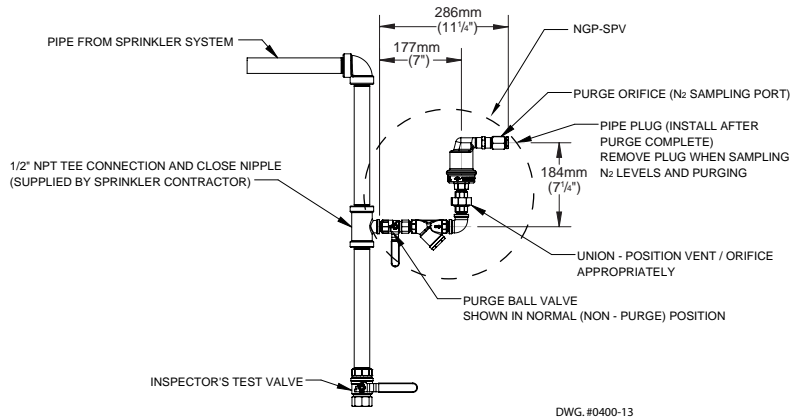 286mm
(11¼")
177mm
(7")
NGP-SPV
PIPE FROM SPRINKLER SYSTEM
PURGE ORIFICE (N2 SAMPLING PORT)
PIPE PLUG (INSTALL AFTER
PURGE COMPLETE)
REMOVE PLUG WHEN SAMPLING
N2 LEVELS AND PURGING
184mm
(7¼")
1/2" NPT TEE CONNECTION AND CLOSE NIPPLE
(SUPPLIED BY SPRINKLER CONTRACTOR)
UNION - POSITION VENT / ORIFICE
APPROPRIATELY
PURGE BALL VALVE
SHOWN IN NORMAL (NON - PURGE) POSITION
INSPECTOR'S TEST VALVE
DWG. #0400-13